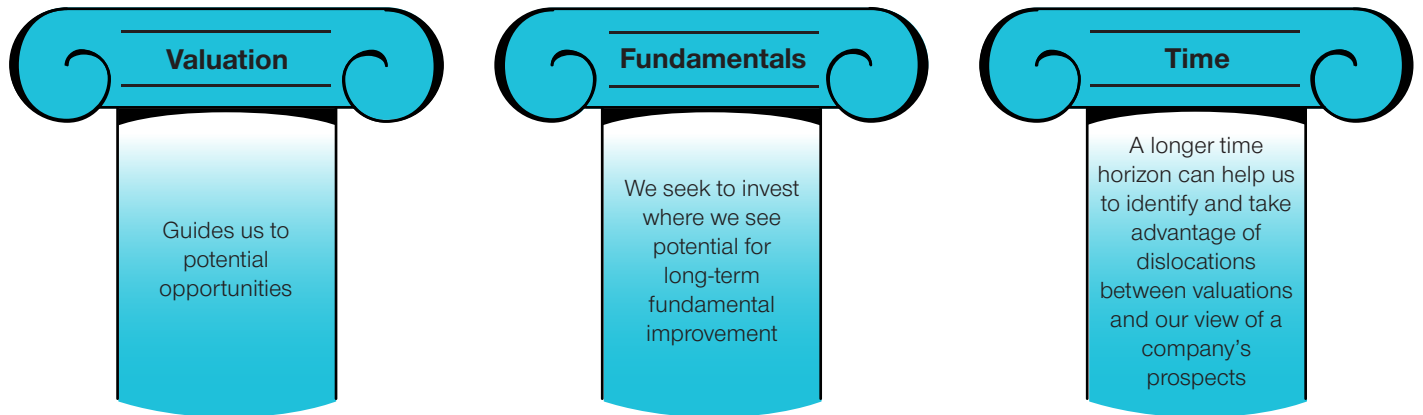 Valuation
Guides us to
potential
opportunities
Fundamentals
We seek to invest
where we see
potential for
long-term
fundamental
improvement
Time
A longer time
horizon can help us
to identify and take
advantage of
dislocations
between valuations
and our view of a
company’s
prospects